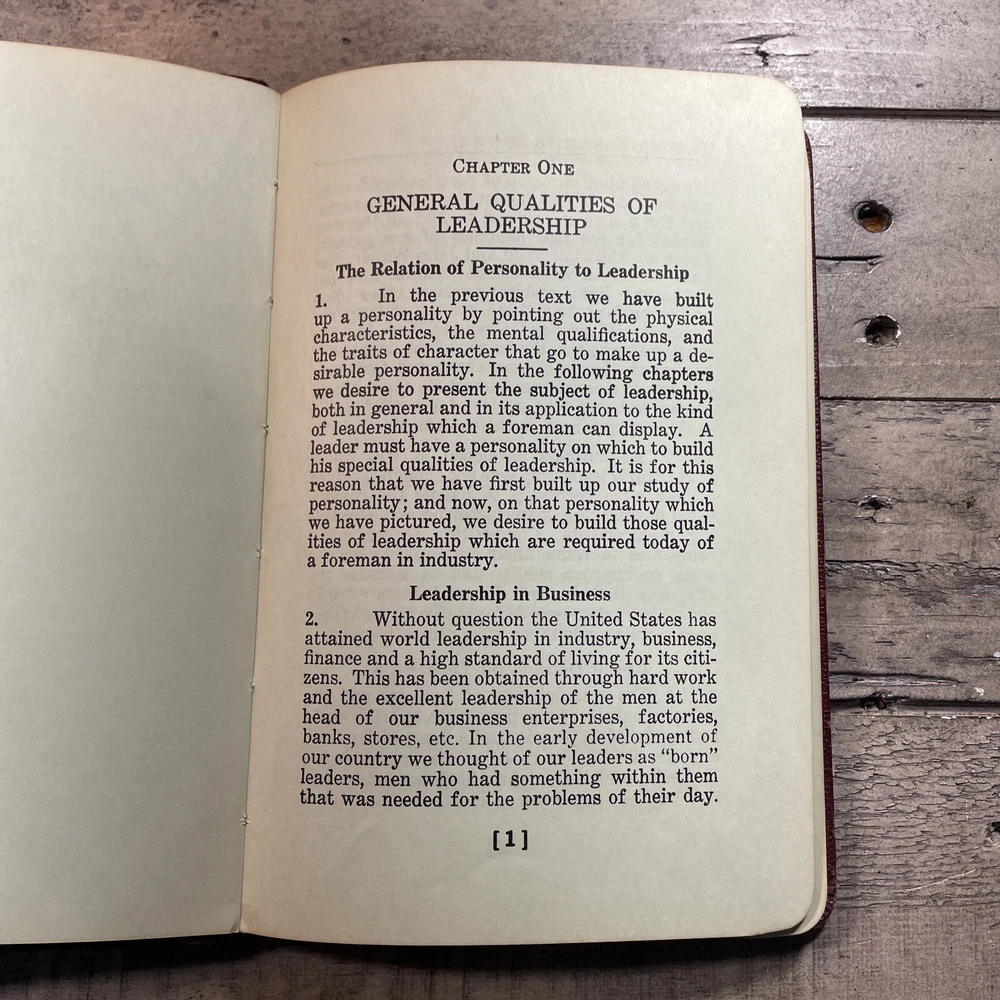 CHAPTER ONE
GENERAL QUALITIES OF
LEADERSHIP
The Relation of Personality to Leadership
1. In the previous text we have built
up a personality by pointing out the physical
characteristics, the mental qualifications, and
the traits of character that go to make up a de-
sirable personality. In the following chapters
we desire to present the subject of leadership,
both in general and in its application to the kind
of leadership which a foreman can display. A
leader must have a personality on which to build
his special qualities of leadership. It is for this
reason that we have first built up our study of
personality; and now, on that personality which
we have pictured, we desire to build those qual-
ities of leadership which are required today of
a foreman in industry.
Leadership in Business
2. Without question the United States has
attained world leadership in industry, business,
finance and a high standard of living for its citi-
zens. This has been obtained through hard work
and the excellent leadership of the men at the
head of our business enterprises, factories,
banks, stores, etc. In the early development of
our country we thought of our leaders as “born”
leaders, men who had something within them
that was needed for the problems of their day.
[1]